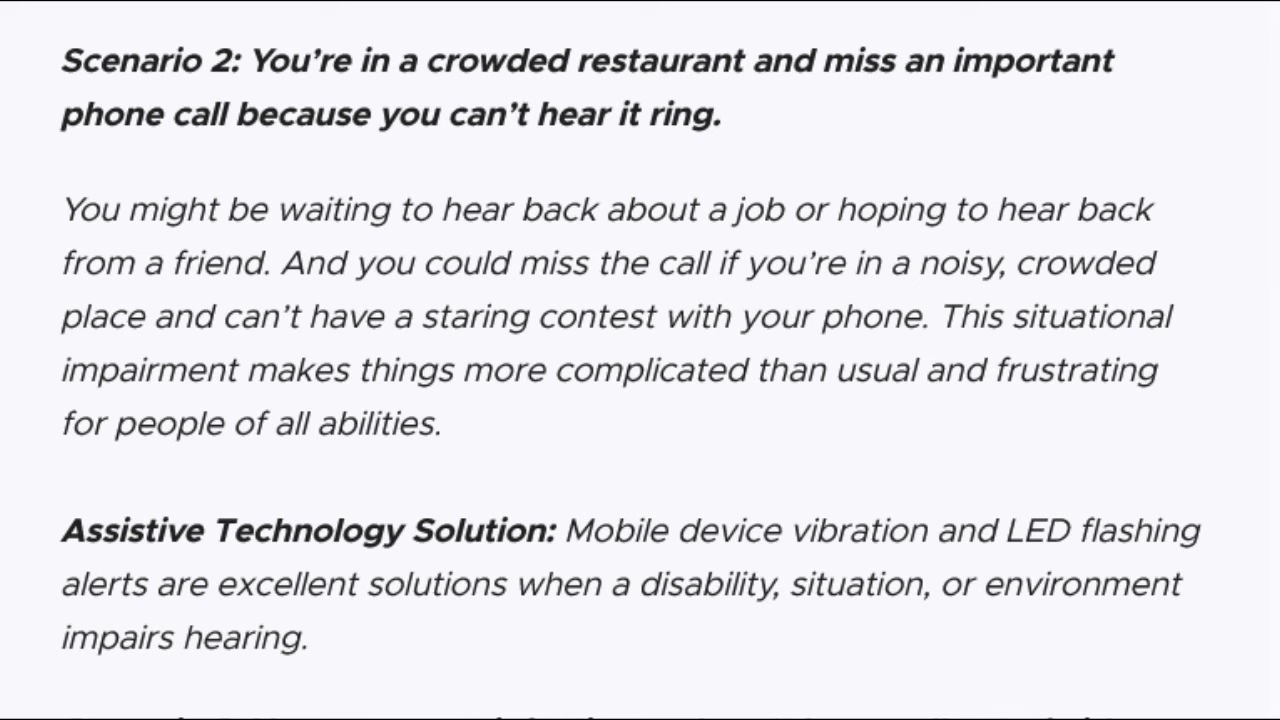 Scenario 2: You’re in a crowded restaurant and miss an important
phone call because you can’t hear it ring.
You might be waiting to hear back about a job or hoping to hear back
from a friend. And you could miss the call if you’re in a noisy, crowded
place and can’t have a staring contest with your phone. This situational
impairment makes things more complicated than usual and frustrating
for people of all abilities.
Assistive Technology Solution: Mobile device vibration and LED flashing
alerts are excellent solutions when a disability, situation, or environment
impairs hearing.